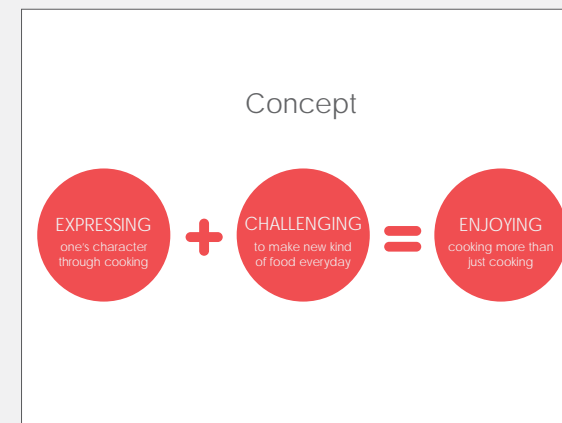 Concept
EXPRESSING
one's character
through cooking
+
CHALLENGING
to make new kind
of food everyday
=
ENJOYING
cooking more than
just cooking